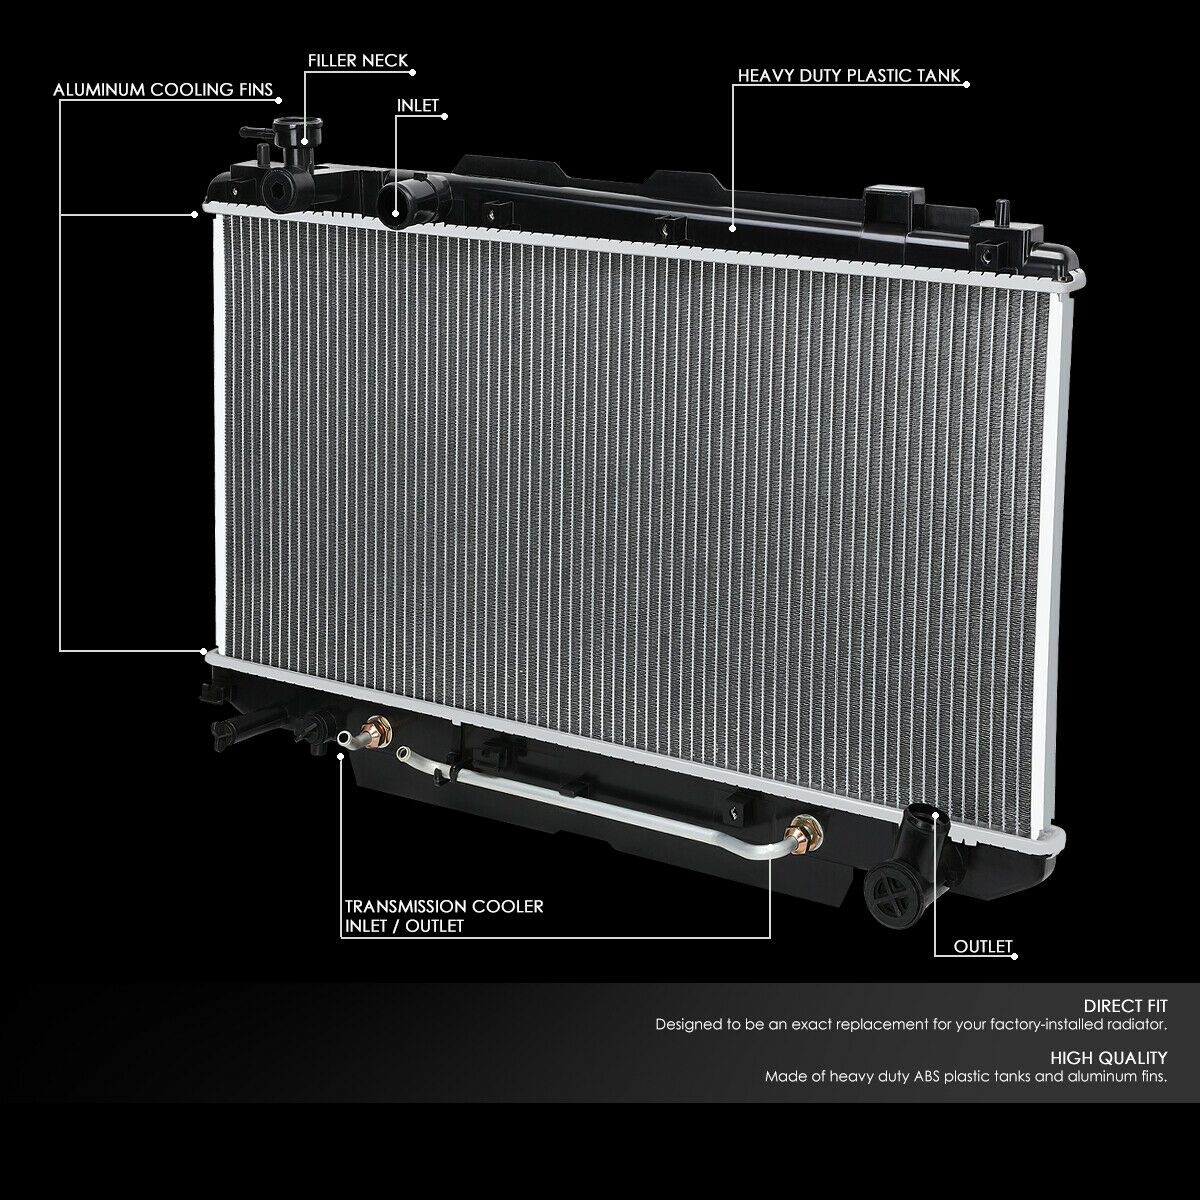 FILLER NECK
ALUMINUM COOLING FINS
INLET
HEAVY DUTY PLASTIC TANK
TRANSMISSION COOLER
INLET / OUTLET
OUTLET
DIRECT FIT
Designed to be an exact replacement for your factory-installed radiator.
HIGH QUALITY
Made of heavy duty ABS plastic tanks and aluminum fins.